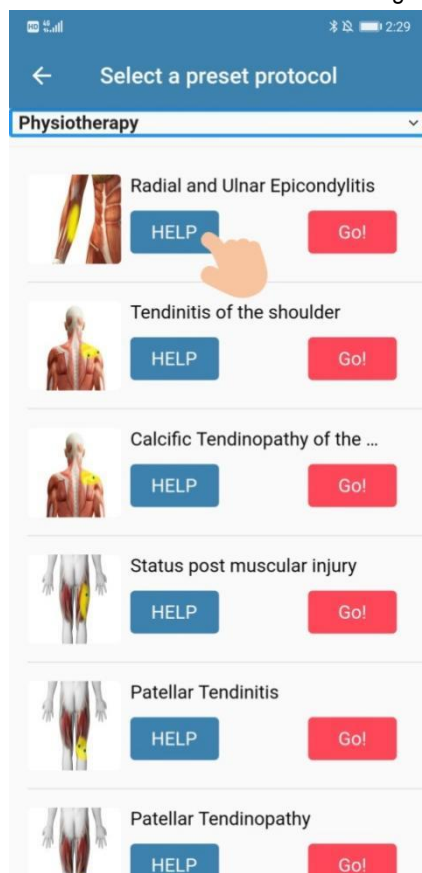 2:29
Select a preset protocol
Physiotherapy
Radial and Ulnar Epicondylitis
HELP Go!
Tendinitis of the shoulder
HELP Go!
Calcific Tendinopathy of the ...
HELP Go!
Status post muscular injury
HELP Go!
Patellar Tendinitis
HELP Go!
Patellar Tendinopathy
HELP Go!